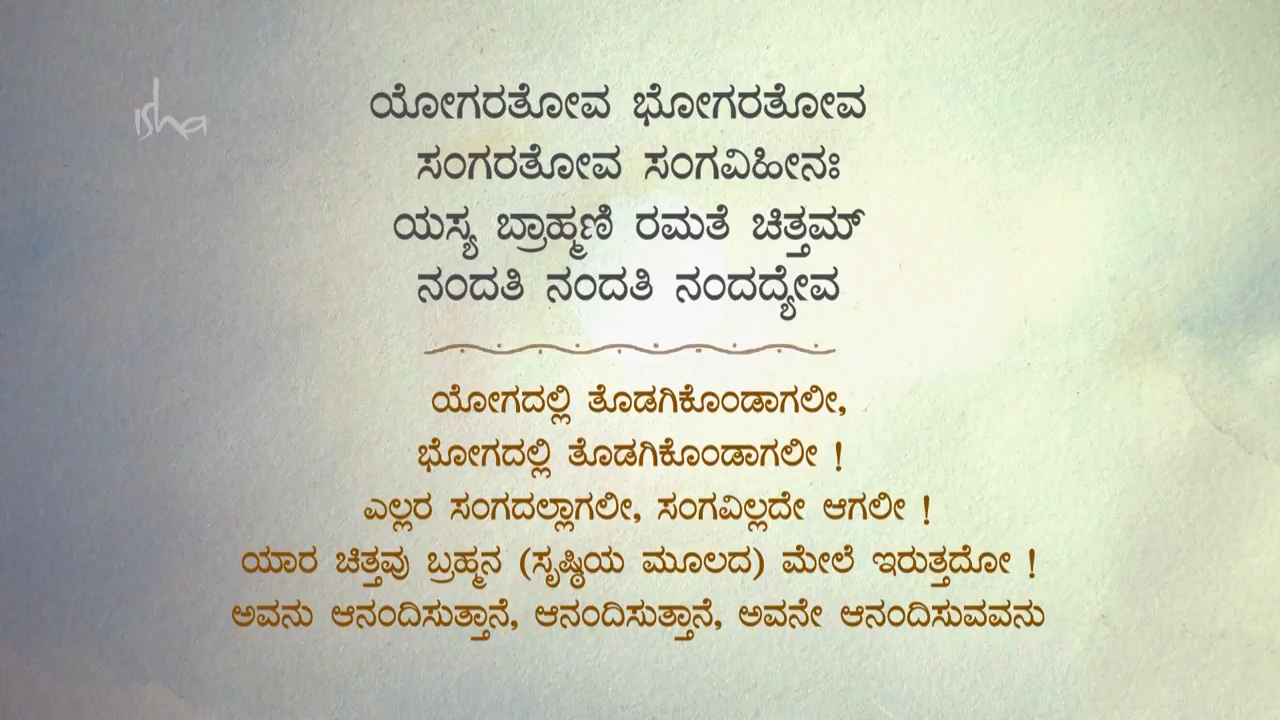 isha
ಯೋಗರತೋವ ಭೋಗರತೋವ
ಸಂಗರತೋವ ಸಂಗವಿಹೀನಃ
ಯಸ್ಯ ಬ್ರಾಹ್ಮಣಿ ರಮತೆ ಚಿತ್ತಮ್
ನಂದತಿ ನಂದತಿ ನಂದದ್ಯೇವ
ಯೋಗದಲ್ಲಿ ತೊಡಗಿಕೊಂಡಾಗಲೀ,
ಭೋಗದಲ್ಲಿ ತೊಡಗಿಕೊಂಡಾಗಲೀ !
ಎಲ್ಲರ ಸಂಗದಲ್ಲಾಗಲೀ, ಸಂಗವಿಲ್ಲದೇ ಆಗಲೀ !
ಯಾರ ಚಿತ್ತವು ಬ್ರಹ್ಮನ (ಸೃಷ್ಠಿಯ ಮೂಲದ) ಮೇಲೆ ಇರುತ್ತದೋ !
ಅವನು ಆನಂದಿಸುತ್ತಾನೆ, ಆನಂದಿಸುತ್ತಾನೆ, ಅವನೇ ಆನಂದಿಸುವವನು